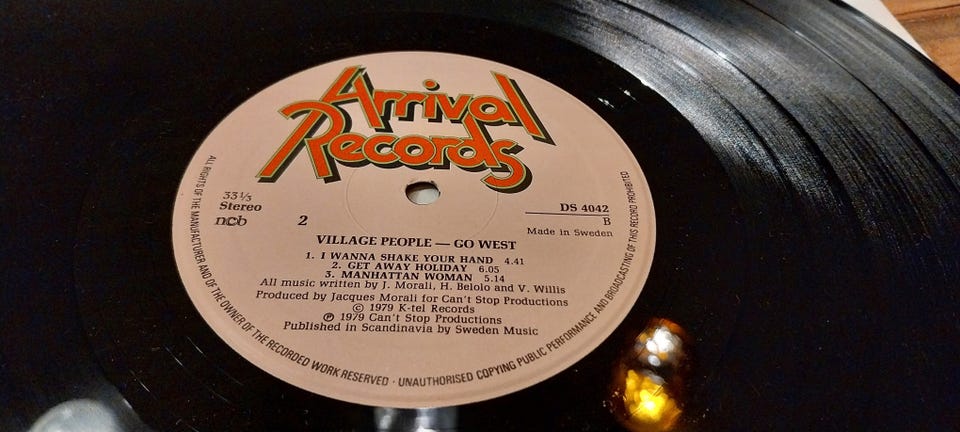 Arrival
Records
33 1/3
Stereo
ncb
2
DS 4042
B
Made in Sweden
VILLAGE PEOPLE — GO WEST
1. I WANNA SHAKE YOUR HAND 4.41
2. GET AWAY HOLIDAY 6.05
3. MANHATTAN WOMAN 5.14
All music written by J. Morali, H. Belolo and V. Willis
Produced by Jacques Morali for Can't Stop Productions
© 1979 K-tel Records
℗ 1979 Can't Stop Productions
Published in Scandinavia by Sweden Music
ALL RIGHTS OF THE MANUFACTURER AND OF THE OWNER OF THE RECORDED WORK RESERVED · UNAUTHORISED COPYING PUBLIC PERFORMANCE AND BROADCASTING OF THIS RECORD PROHIBITED